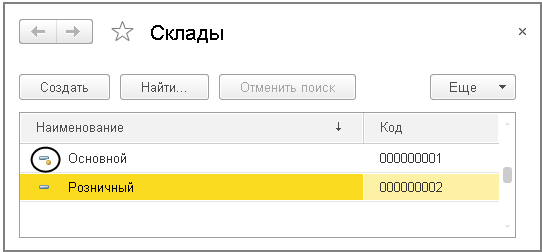 Склады
Создать Найти... Отменить поиск Еще
Наименование Код
Основной 000000001
Розничный 000000002